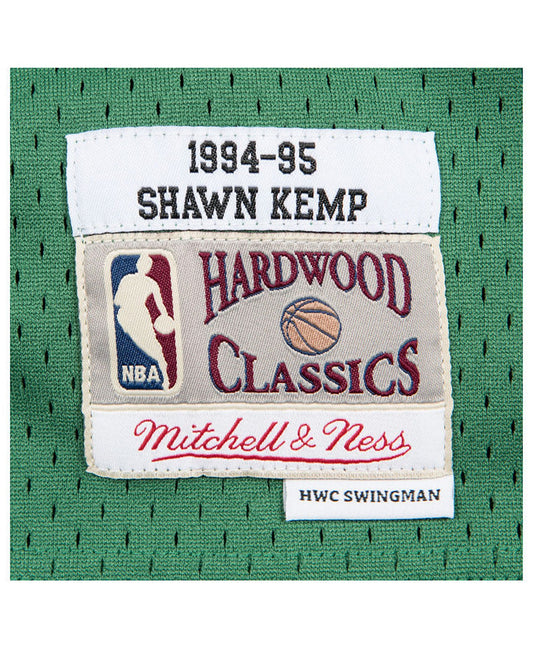 1994-95
SHAWN KEMP
HARDWOOD
CLASSICS
NBA
Mitchell & Ness
HWC SWINGMAN